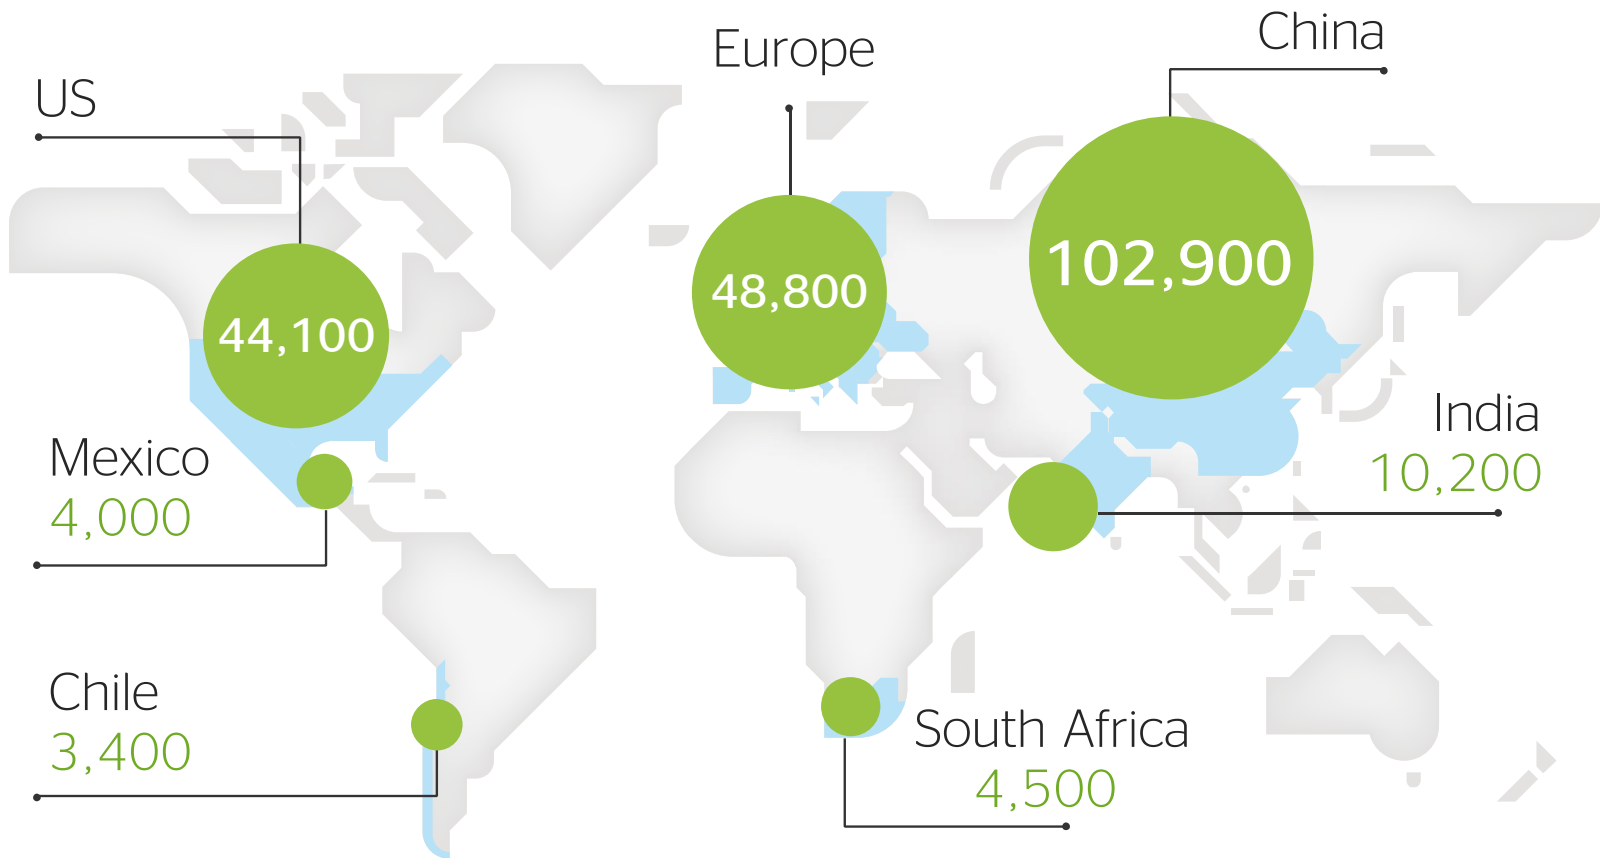 US
44,100
Europe
48,800
China
102,900
Mexico
4,000
India
10,200
Chile
3,400
South Africa
4,500